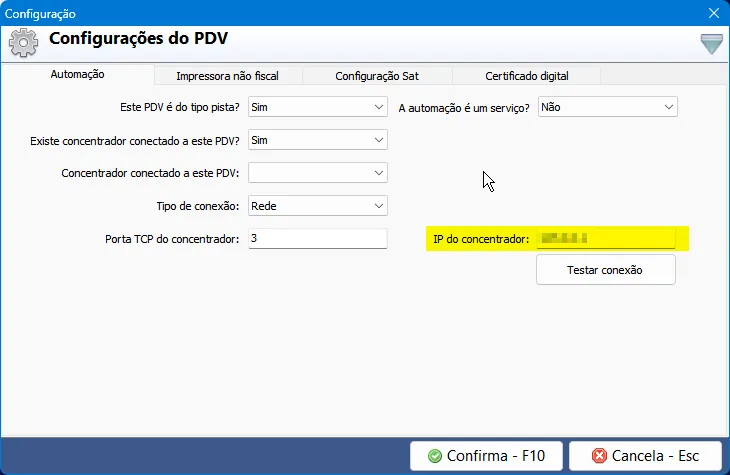 Configuração
Configurações do PDV
Automação Impressora não fiscal Configuração Sat Certificado digital
Este PDV é do tipo pista? Sim A automação é um serviço? Não
Existe concentrador conectado a este PDV? Sim
Concentrador conectado a este PDV:
Tipo de conexão: Rede
Porta TCP do concentrador: 3 IP do concentrador:
Testar conexão
Confirma - F10 Cancela - Esc